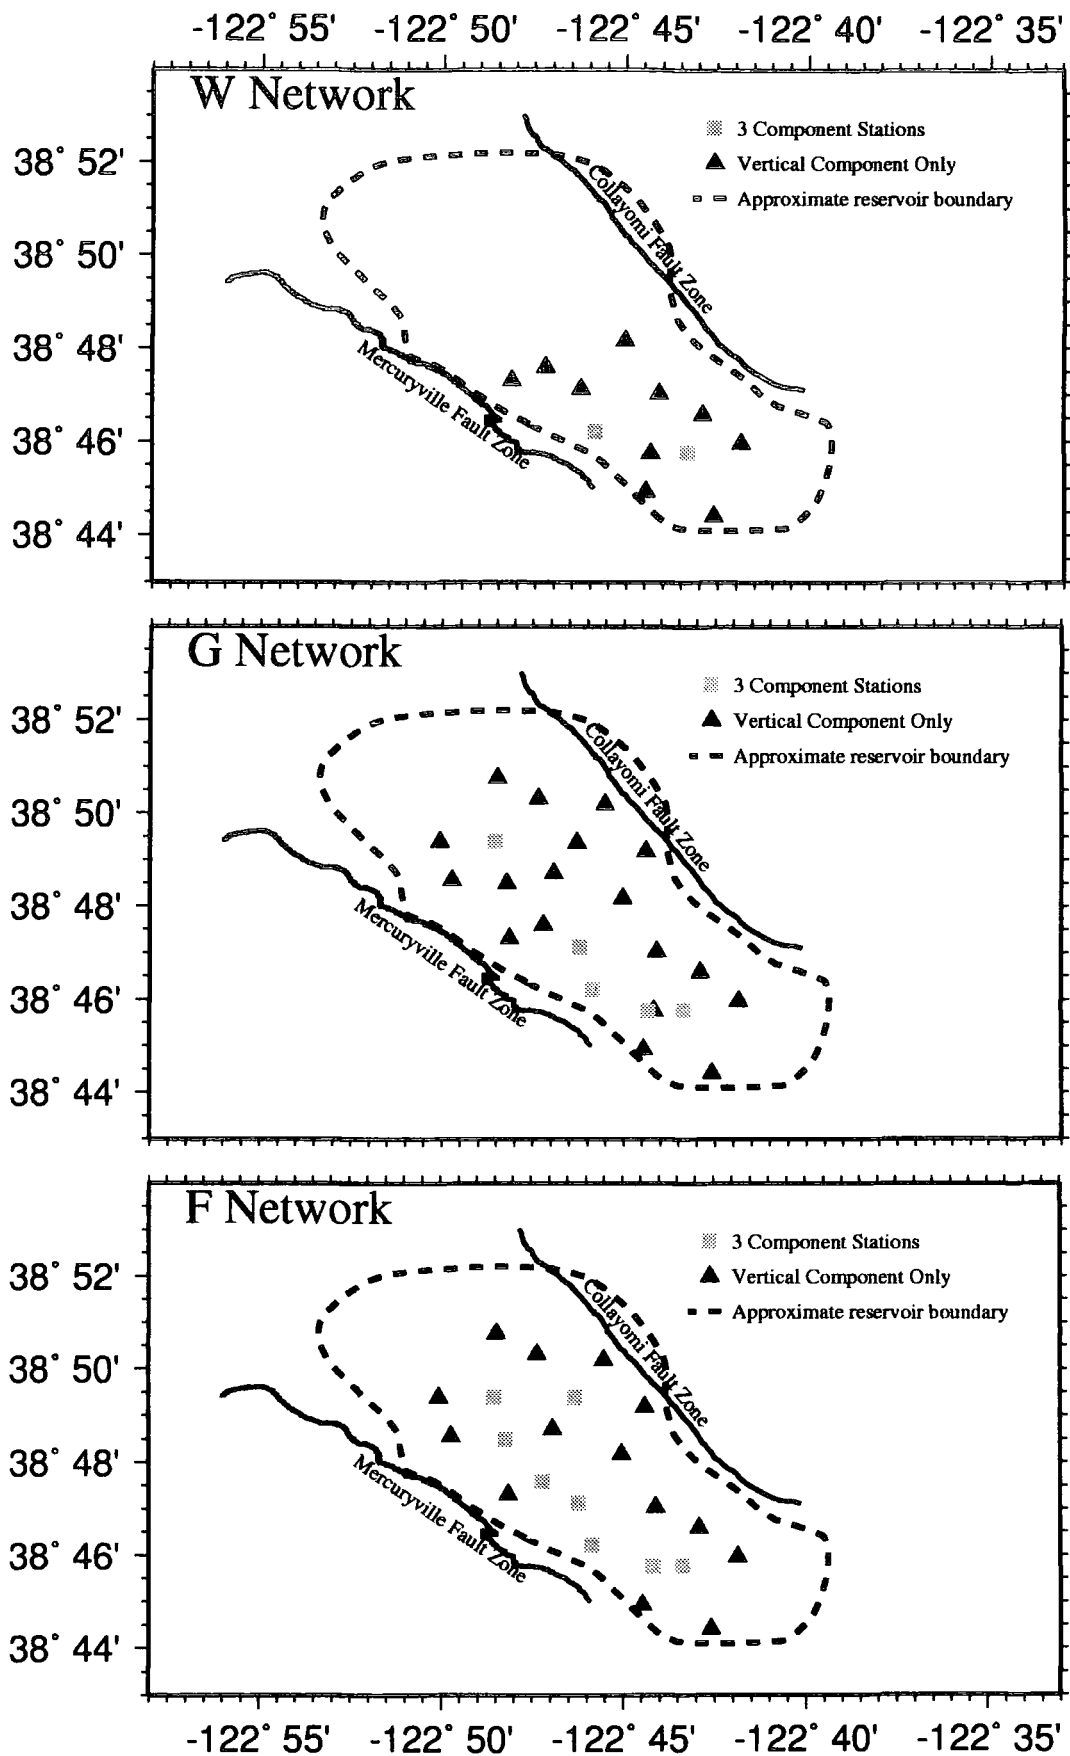 -122° 55' -122° 50' -122° 45' -122° 40' -122° 35'
W Network
3 Component Stations
Vertical Component Only
Approximate reservoir boundary
38° 52'
38° 50'
38° 48'
38° 46'
38° 44'
Collayomi Fault Zone
Mercuryville Fault Zone
G Network
3 Component Stations
Vertical Component Only
Approximate reservoir boundary
38° 52'
38° 50'
38° 48'
38° 46'
38° 44'
Collayomi Fault Zone
Mercuryville Fault Zone
F Network
3 Component Stations
Vertical Component Only
Approximate reservoir boundary
38° 52'
38° 50'
38° 48'
38° 46'
38° 44'
Collayomi Fault Zone
Mercuryville Fault Zone
-122° 55' -122° 50' -122° 45' -122° 40' -122° 35'